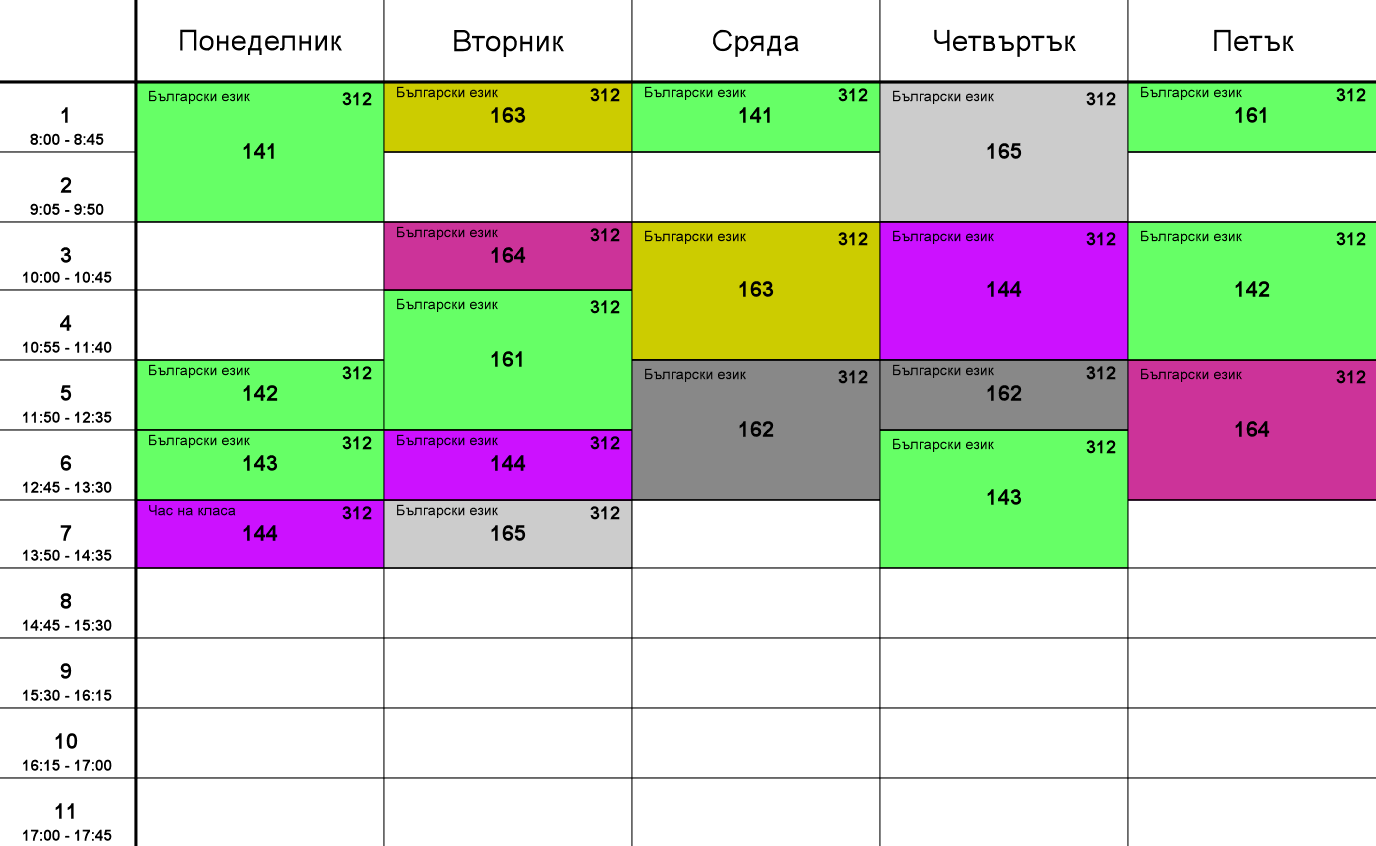 Понеделник Вторник Сряда Четвъртък Петък
1
8:00 - 8:45
Български език 312
141
Български език 312
163
Български език 312
141
Български език 312
165
Български език 312
161
2
9:05 - 9:50
3
10:00 - 10:45
Български език 312
164
Български език 312
163
Български език 312
144
Български език 312
142
4
10:55 - 11:40
Български език 312
161
5
11:50 - 12:35
Български език 312
142
Български език 312
162
Български език 312
162
Български език 312
164
6
12:45 - 13:30
Български език 312
143
Български език 312
144
Български език 312
143
7
13:50 - 14:35
Час на класа 312
144
Български език 312
165
8
14:45 - 15:30
9
15:30 - 16:15
10
16:15 - 17:00
11
17:00 - 17:45